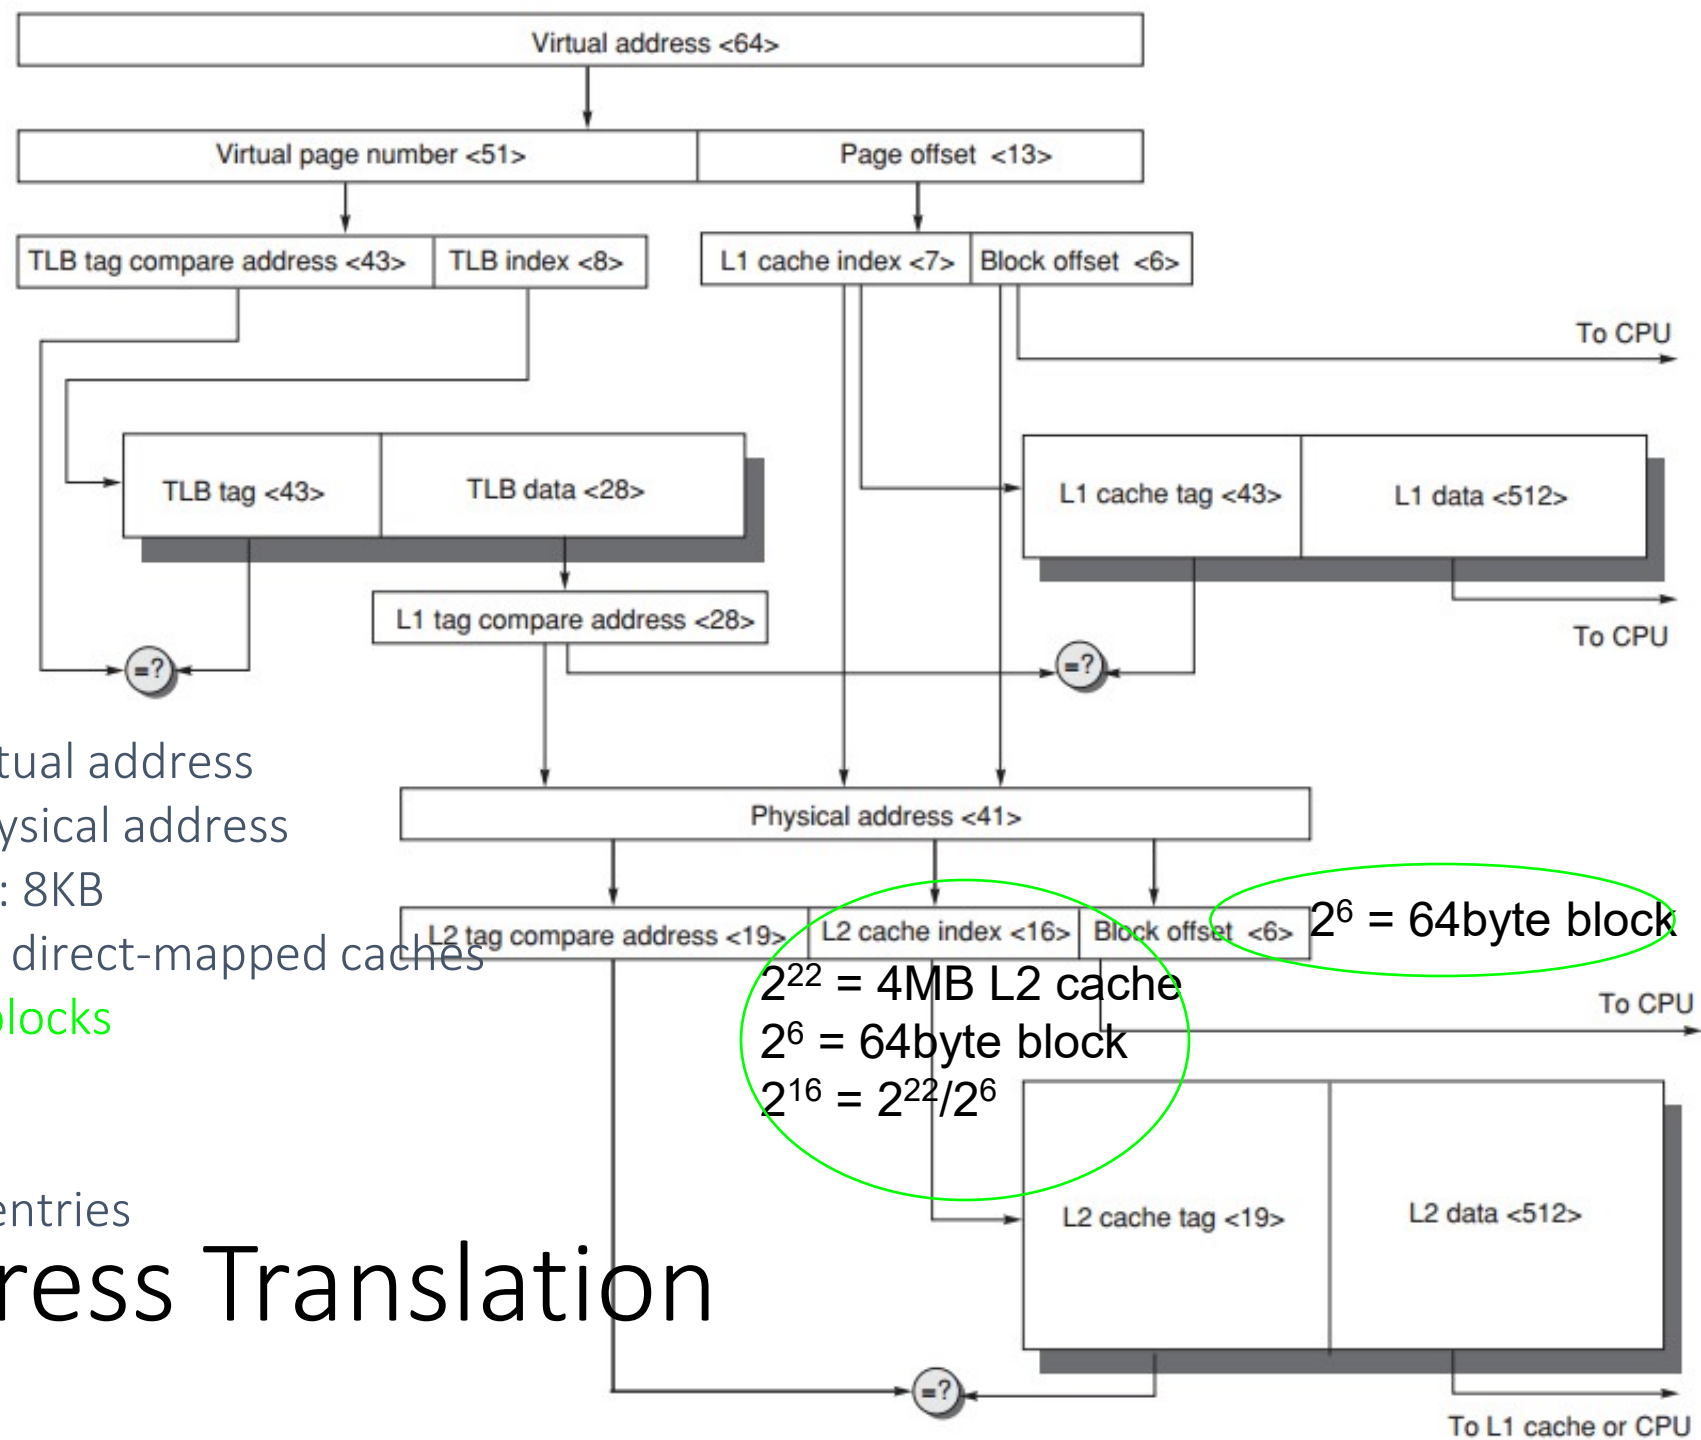 Virtual address <64>
Virtual page number <51>
Page offset <13>
TLB tag compare address <43>
TLB index <8>
L1 cache index <7>
Block offset <6>
To CPU
TLB tag <43>
TLB data <28>
L1 cache tag <43>
L1 data <512>
L1 tag compare address <28>
To CPU
=?
=?
tual address
ysical address
: 8KB
direct-mapped caches
blocks
entries
ress Translation
Physical address <41>
L2 tag compare address <19>
L2 cache index <16>
Block offset <6>
2⁶ = 64byte block
2²² = 4MB L2 cache
2⁶ = 64byte block
2¹⁶ = 2²²/2⁶
To CPU
L2 cache tag <19>
L2 data <512>
=?
To L1 cache or CPU